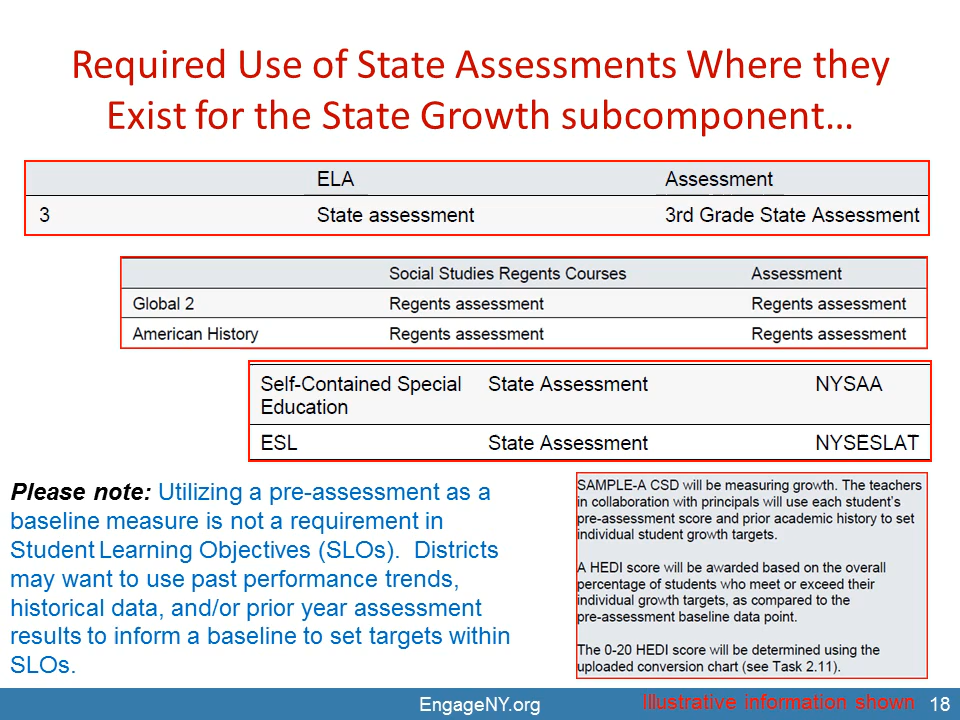 Required Use of State Assessments Where they
Exist for the State Growth subcomponent…
ELA Assessment
3 State assessment 3rd Grade State Assessment
Social Studies Regents Courses Assessment
Global 2 Regents assessment Regents assessment
American History Regents assessment Regents assessment
Self-Contained Special State Assessment NYSAA
Education
ESL State Assessment NYSESLAT
Please note: Utilizing a pre-assessment as a
baseline measure is not a requirement in
Student Learning Objectives (SLOs). Districts
may want to use past performance trends,
historical data, and/or prior year assessment
results to inform a baseline to set targets within
SLOs.
SAMPLE-A CSD will be measuring growth. The teachers
in collaboration with principals will use each student's
pre-assessment score and prior academic history to set
individual student growth targets.
A HEDI score will be awarded based on the overall
percentage of students who meet or exceed their
individual growth targets, as compared to the
pre-assessment baseline data point.
The 0-20 HEDI score will be determined using the
uploaded conversion chart (see Task 2.11).
EngageNY.org
Illustrative information shown
18